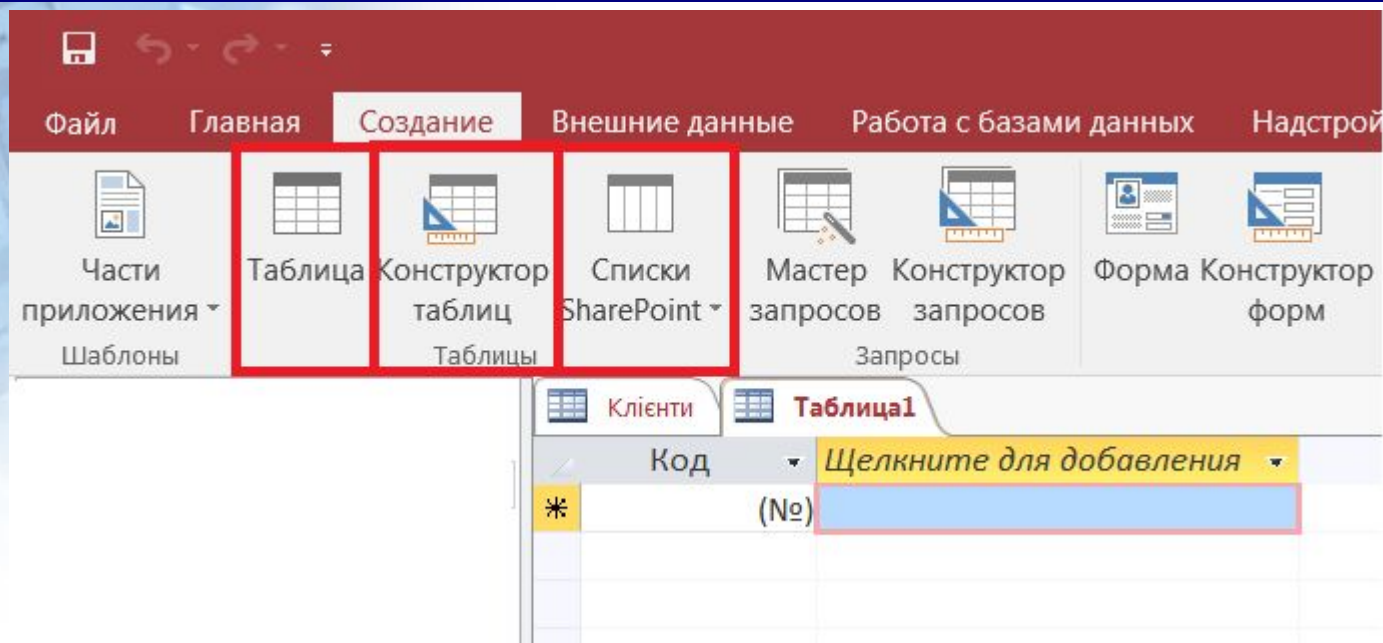 Файл Главная Создание Внешние данные Работа с базами данных Надстрой
Части приложения
Таблица
Конструктор таблиц
Списки SharePoint
Мастер запросов
Конструктор запросов
Форма
Конструктор форм
Шаблоны Таблицы Запросы
Клієнти Таблица1
Код Щелкните для добавления
(№)